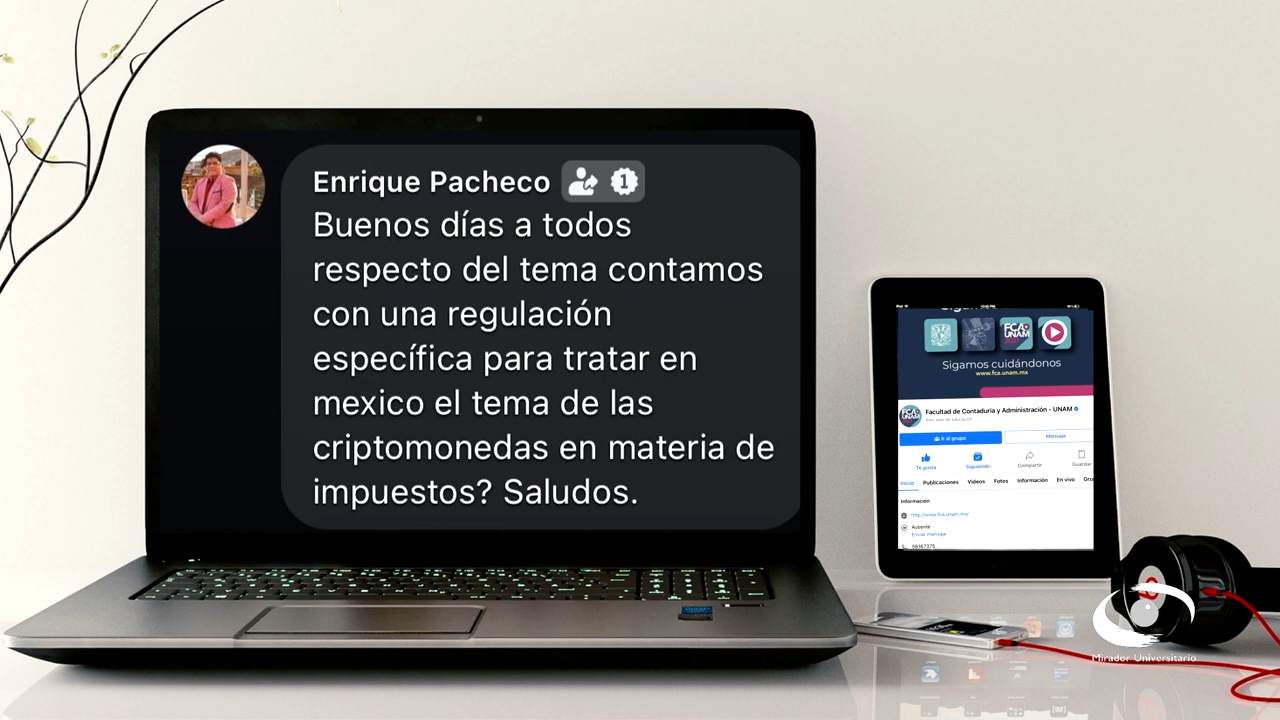 Enrique Pacheco
Buenos días a todos
respecto del tema contamos
con una regulación
específica para tratar en
mexico el tema de las
criptomonedas en materia de
impuestos? Saludos.
FCA
UNAM
Sigamos cuidándonos
www.fca.unam.mx
Facultad de Contaduría y Administración - UNAM
Ir al grupo
Mensaje
Te gusta
Siguiendo
Compartir
Guardar
Inicio Publicaciones Videos Fotos Información En vivo
Información
http://www.fca.unam.mx/
Ausente
Enviar mensaje
56167375
Mirador Universitario